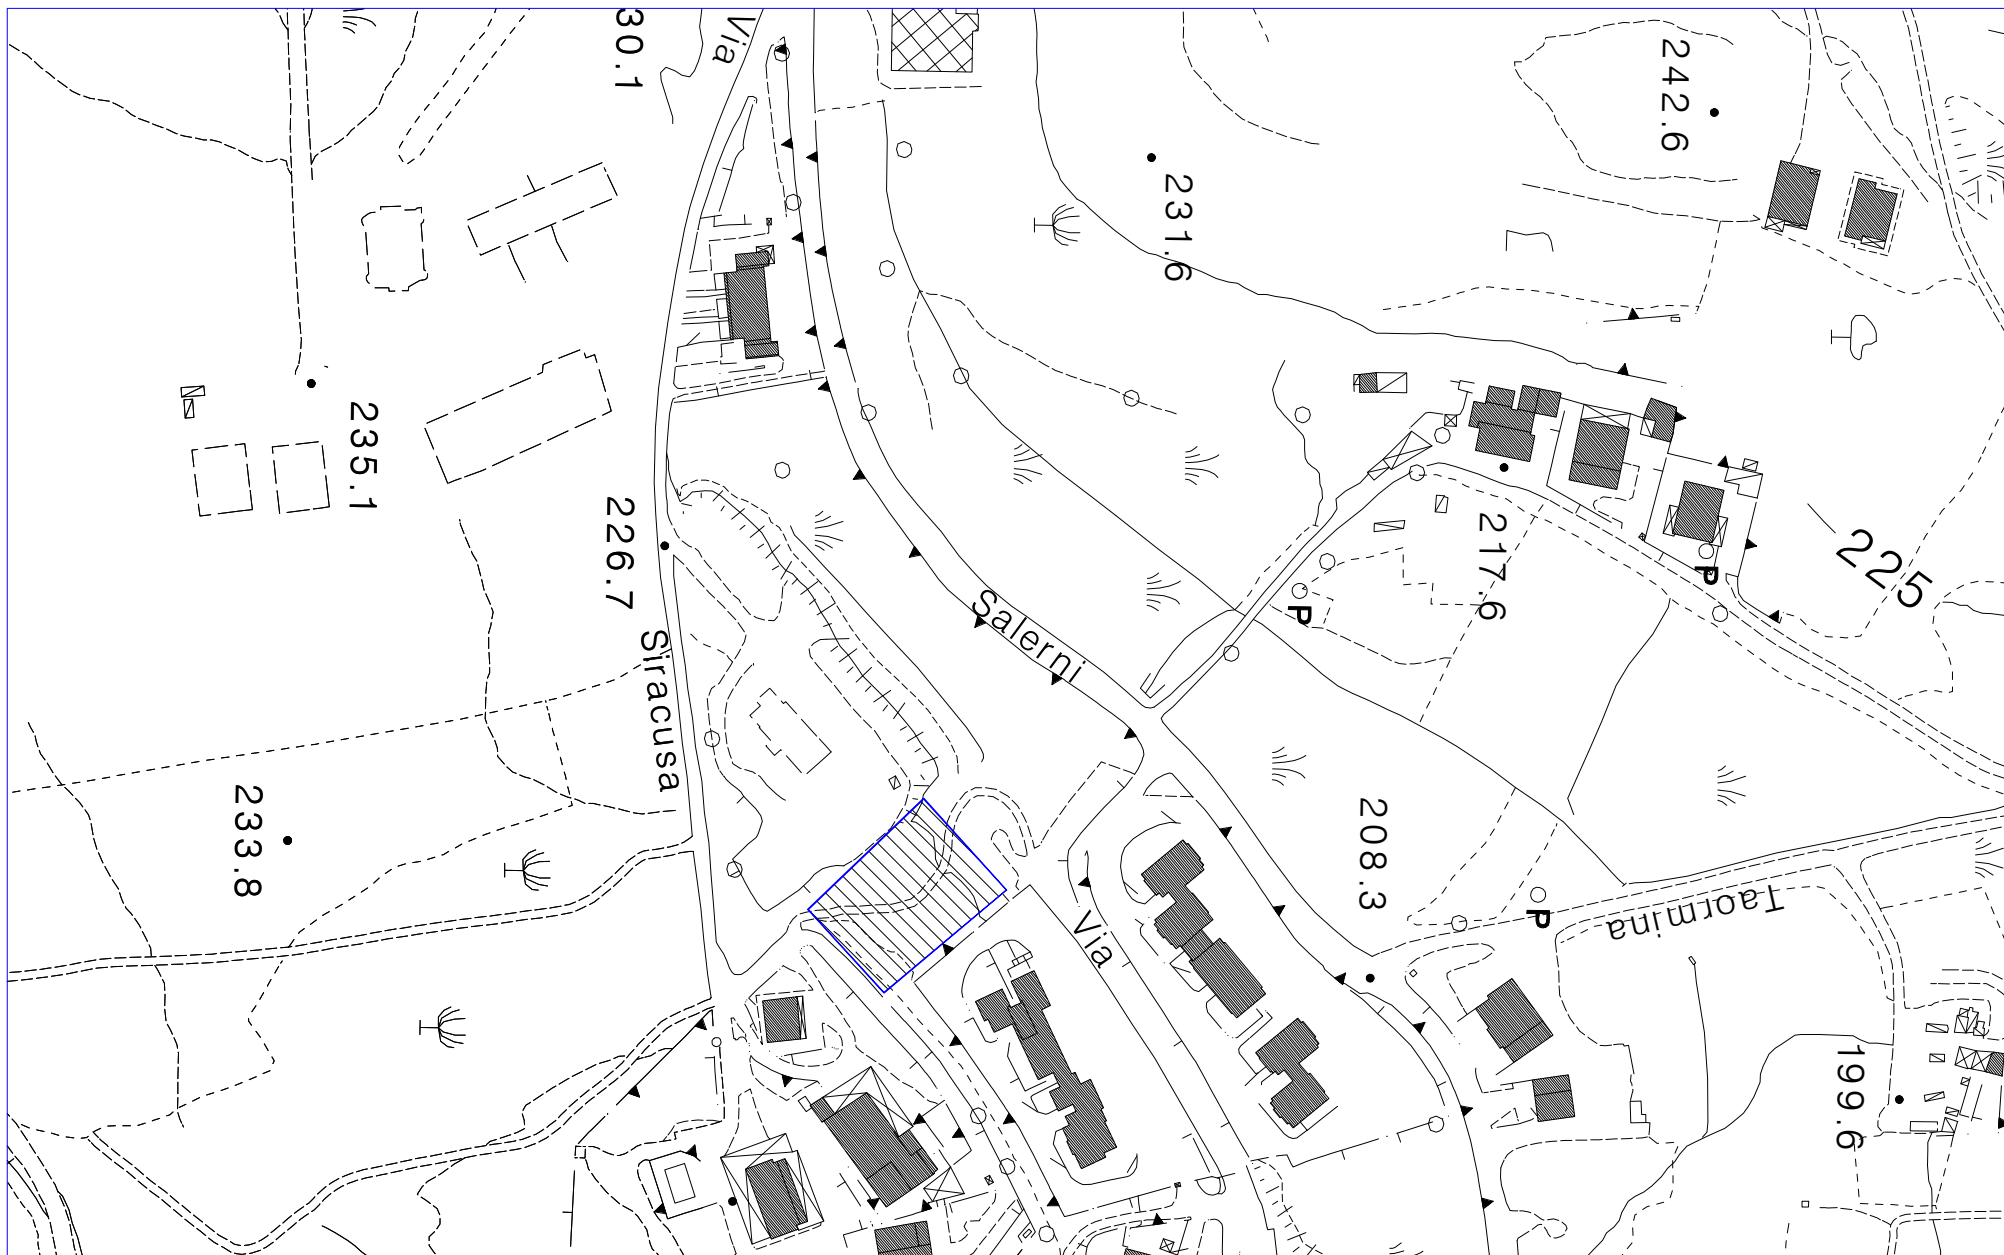 30.1
Via
242.6
231.6
235.1
226.7
217.6
225
P
P
Salerni
Siracusa
233.8
208.3
P
Taormina
Via
199.6